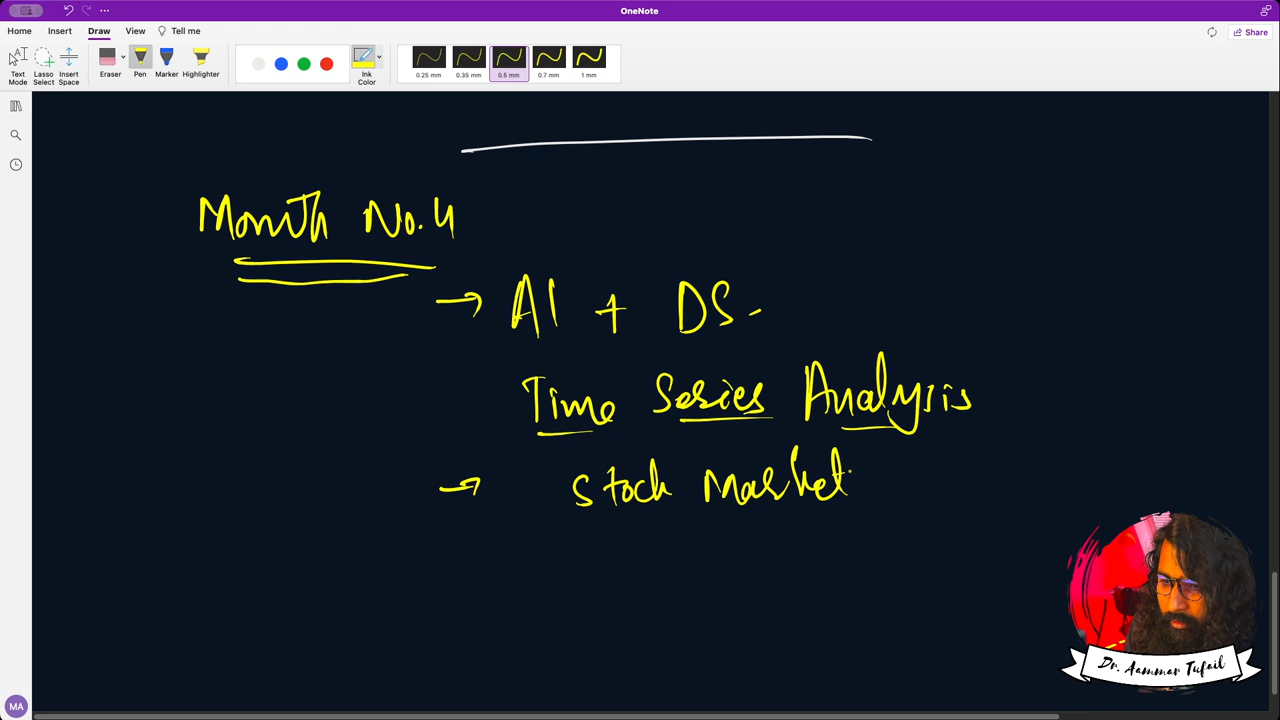 OneNote
Home Insert Draw View Tell me
Share
Text Mode
Lasso Select
Insert Space
Eraser
Pen
Marker
Highlighter
Ink Color
0.25 mm
0.35 mm
0.5 mm
0.7 mm
1 mm
Month No. 4
→ AI + DS -
Time Series Analysis
→ Stock Market
Dr. Aammar Tufail
MA